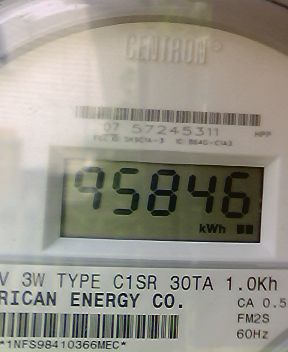 CENTRON®
07 57245311
HPP
95846
kWh
V 3W TYPE C1SR 30TA 1.0Kh
RICAN ENERGY CO.
CA 0.5
FM2S
60Hz
*1NFS98410366MEC*